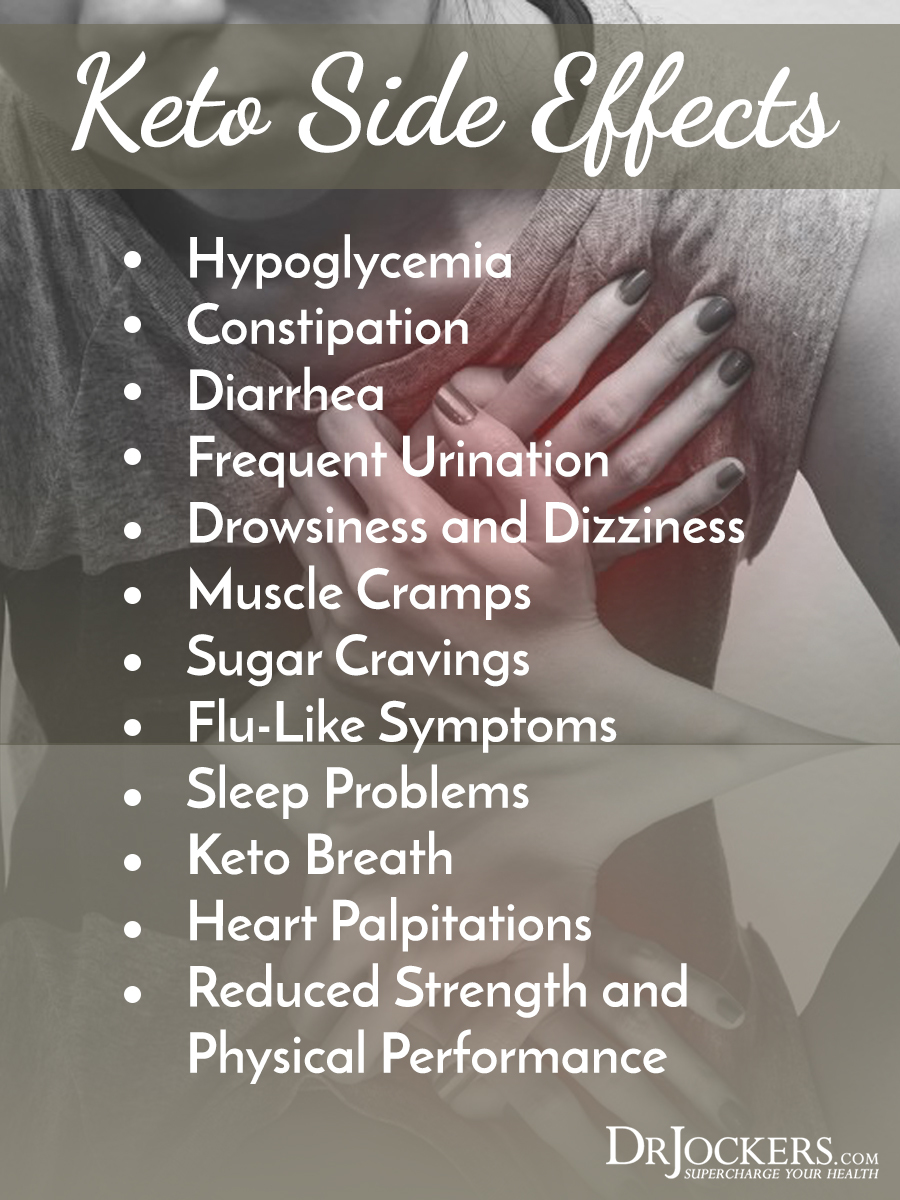 Keto Side Effects
• Hypoglycemia
• Constipation
• Diarrhea
• Frequent Urination
• Drowsiness and Dizziness
• Muscle Cramps
• Sugar Cravings
• Flu-Like Symptoms
• Sleep Problems
• Keto Breath
• Heart Palpitations
• Reduced Strength and
Physical Performance
DRJOCKERS.COM
SUPERCHARGE YOUR HEALTH